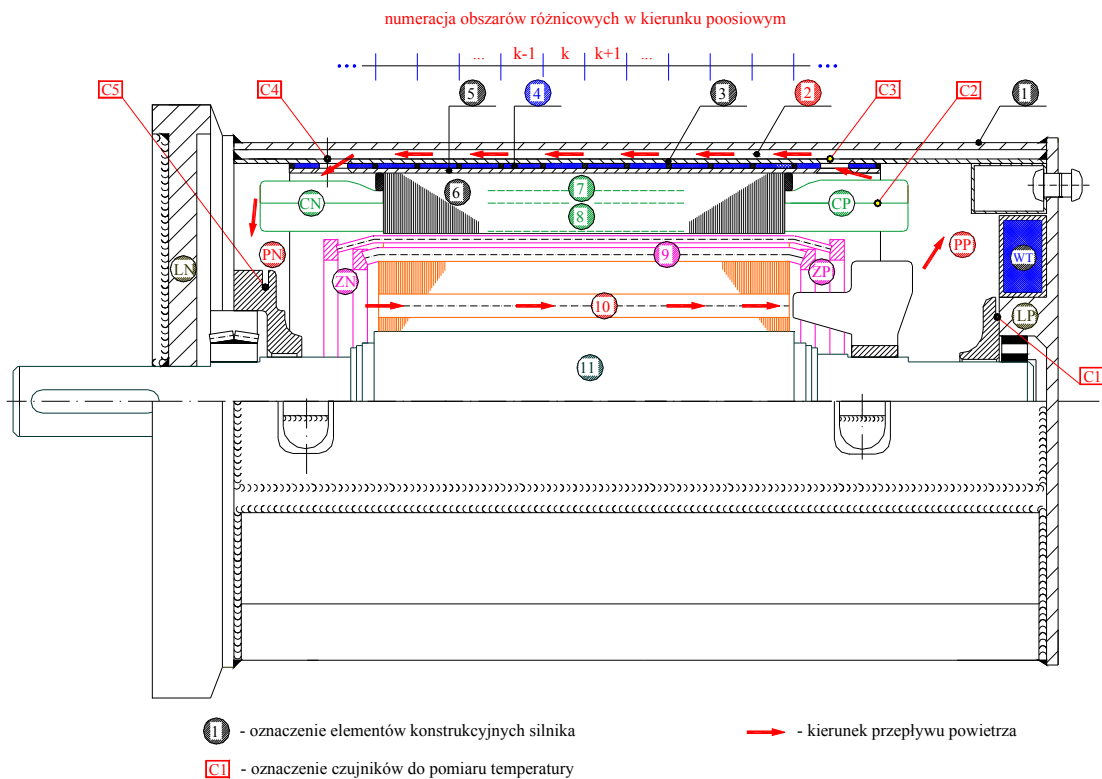 numeracja obszarów różnicowych w kierunku poosiowym
... k-1 k k+1 ...
... ...
C5 C4 5 4 3 2 C3 C2 1
6 7
CN 8 CP
PN 9 PP
LN ZN ZP WT
10 LP
11 C1
1 - oznaczenie elementów konstrukcyjnych silnika
- kierunek przepływu powietrza
C1 - oznaczenie czujników do pomiaru temperatury